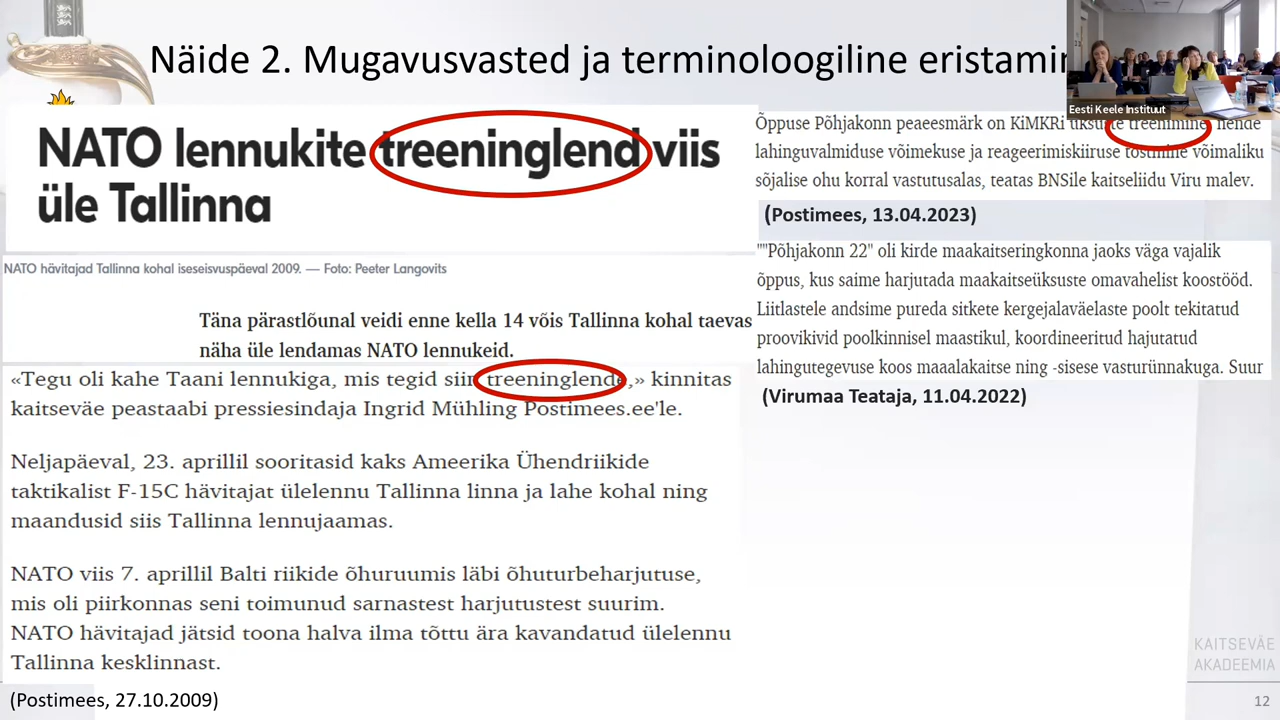 Näide 2. Mugavusvasted ja terminoloogiline
Eesti Keele Instituut
NATO lennukite treeninglend viis
üle Tallinna
NATO hävitajad Tallinna kohal iseseisvuspäeval 2009. — Foto: Peeter Langovits
Täna pärastlõunal veidi enne kella 14 võis Tallinna kohal taevas
näha üle lendamas NATO lennukeid.
«Tegu oli kahe Taani lennukiga, mis tegid siin treeninglende,» kinnitas
kaitseväe peastaabi pressiesindaja Ingrid Mühling Postimees.ee'le.
Neljapäeval, 23. aprillil sooritasid kaks Ameerika Ühendriikide
taktikalist F-15C hävitajat ülelennu Tallinna linna ja lahe kohal ning
maandusid siis Tallinna lennujaamas.
NATO viis 7. aprillil Balti riikide õhuruumis läbi õhuturbeharjutuse,
mis oli piirkonnas seni toimunud sarnastest harjutustest suurim.
NATO hävitajad jätsid toona halva ilma tõttu ära kavandatud ülelennu
Tallinna kesklinnast.
(Postimees, 27.10.2009)
Õppuse Põhjakonn peaeesmärk on KiMKRi üksuste treenimine nende
lahinguvalmiduse võimekuse ja reageerimiskiiruse tõstmine võimaliku
sõjalise ohu korral vastutusalas, teatas BNSile kaitseliidu Viru malev.
(Postimees, 13.04.2023)
""Põhjakonn 22" oli kirde maakaitseringkonna jaoks väga vajalik
õppus, kus saime harjutada maakaitseüksuste omavahelist koostööd.
Liitlastele andsime pureda sitkete kergejalaväelaste poolt tekitatud
proovikivid poolkinnisel maastikul, koordineeritud hajutatud
lahingutegevuse koos maaalakaitse ning -sisese vasturünnakuga. Suur
(Virumaa Teataja, 11.04.2022)
KAITSEVÄE
AKADEEMIA
12